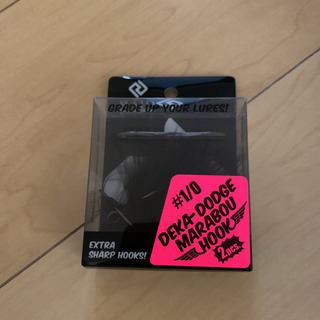 GRADE UP YOUR LURES!
#1/0
DEKA-DODGE
MARABOU
HOOK
2pcs.
EXTRA
SHARP HOOKS!